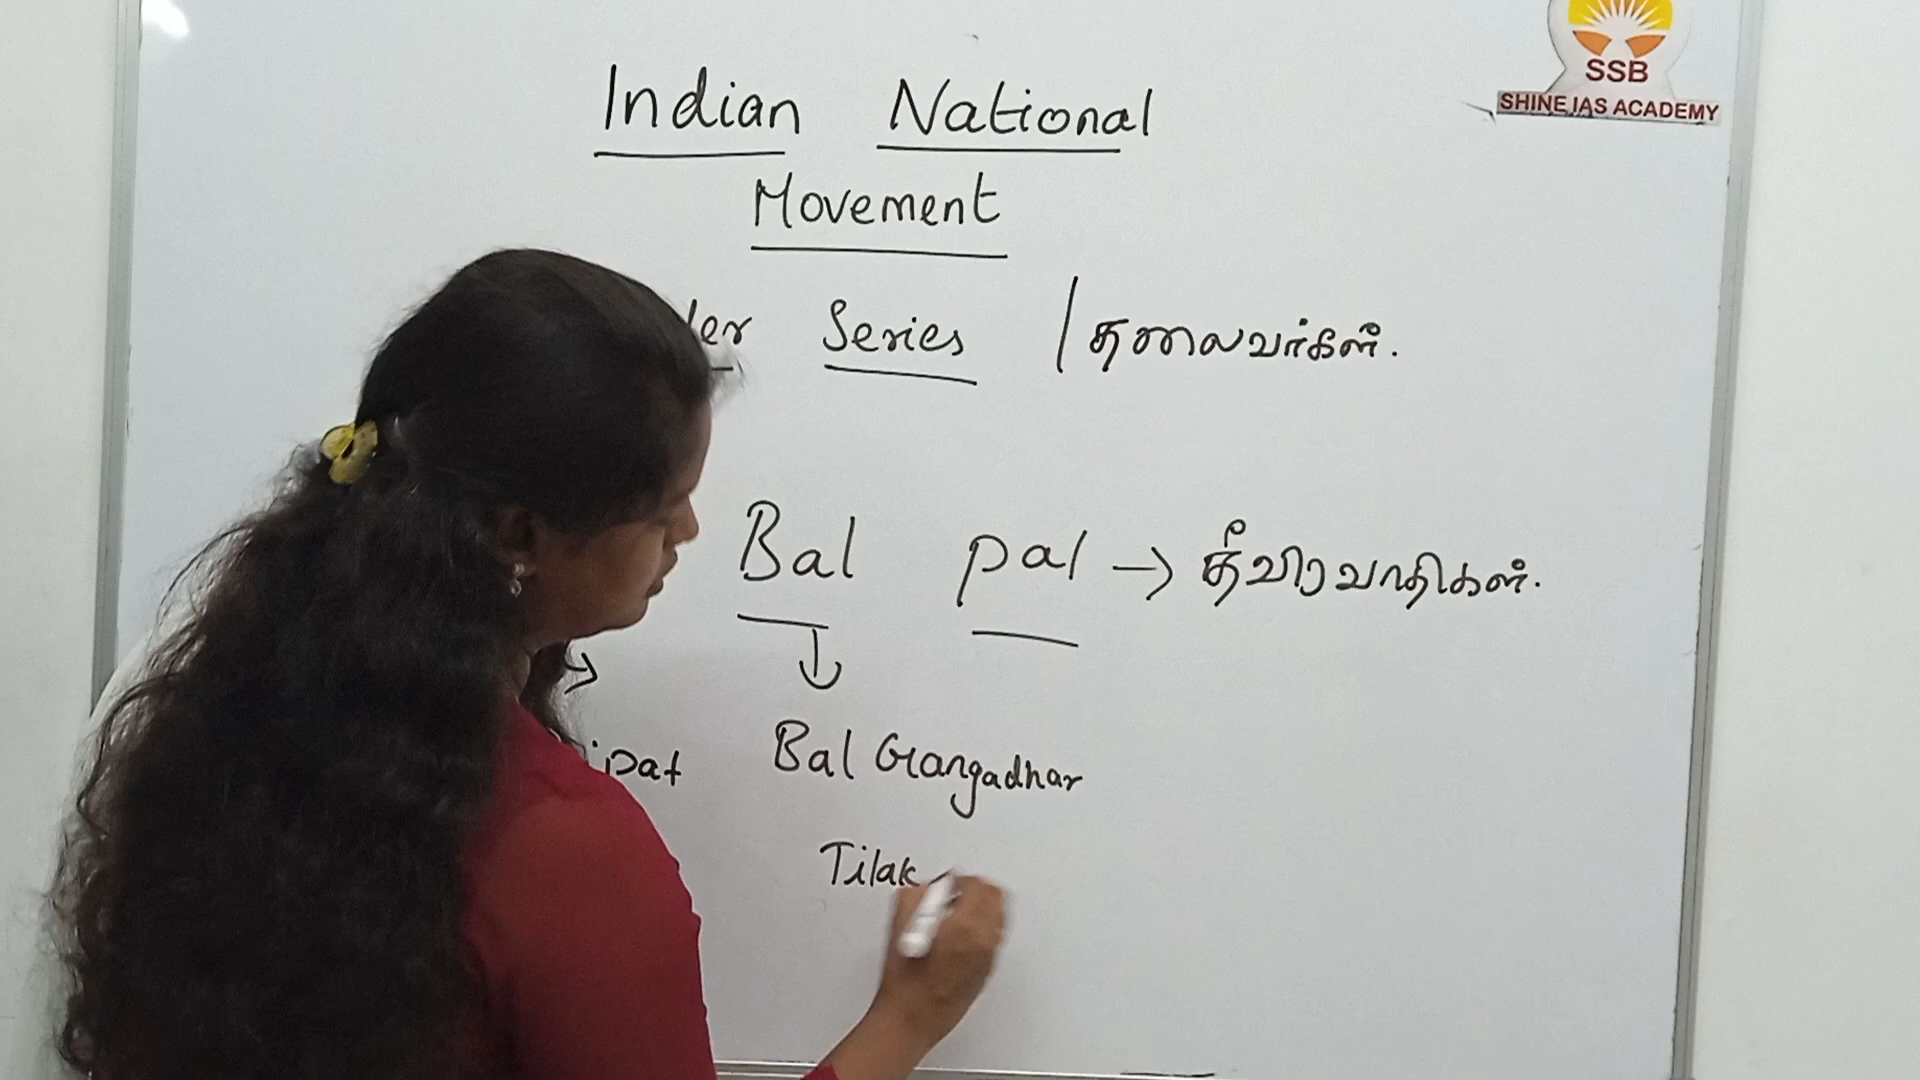 SSB
SHINE IAS ACADEMY
Indian National
Movement
der Series / தலைவர்கள்.
Bal Pal → தீவிரவாதிகள்.
ipat Bal Gangadhar
Tilak